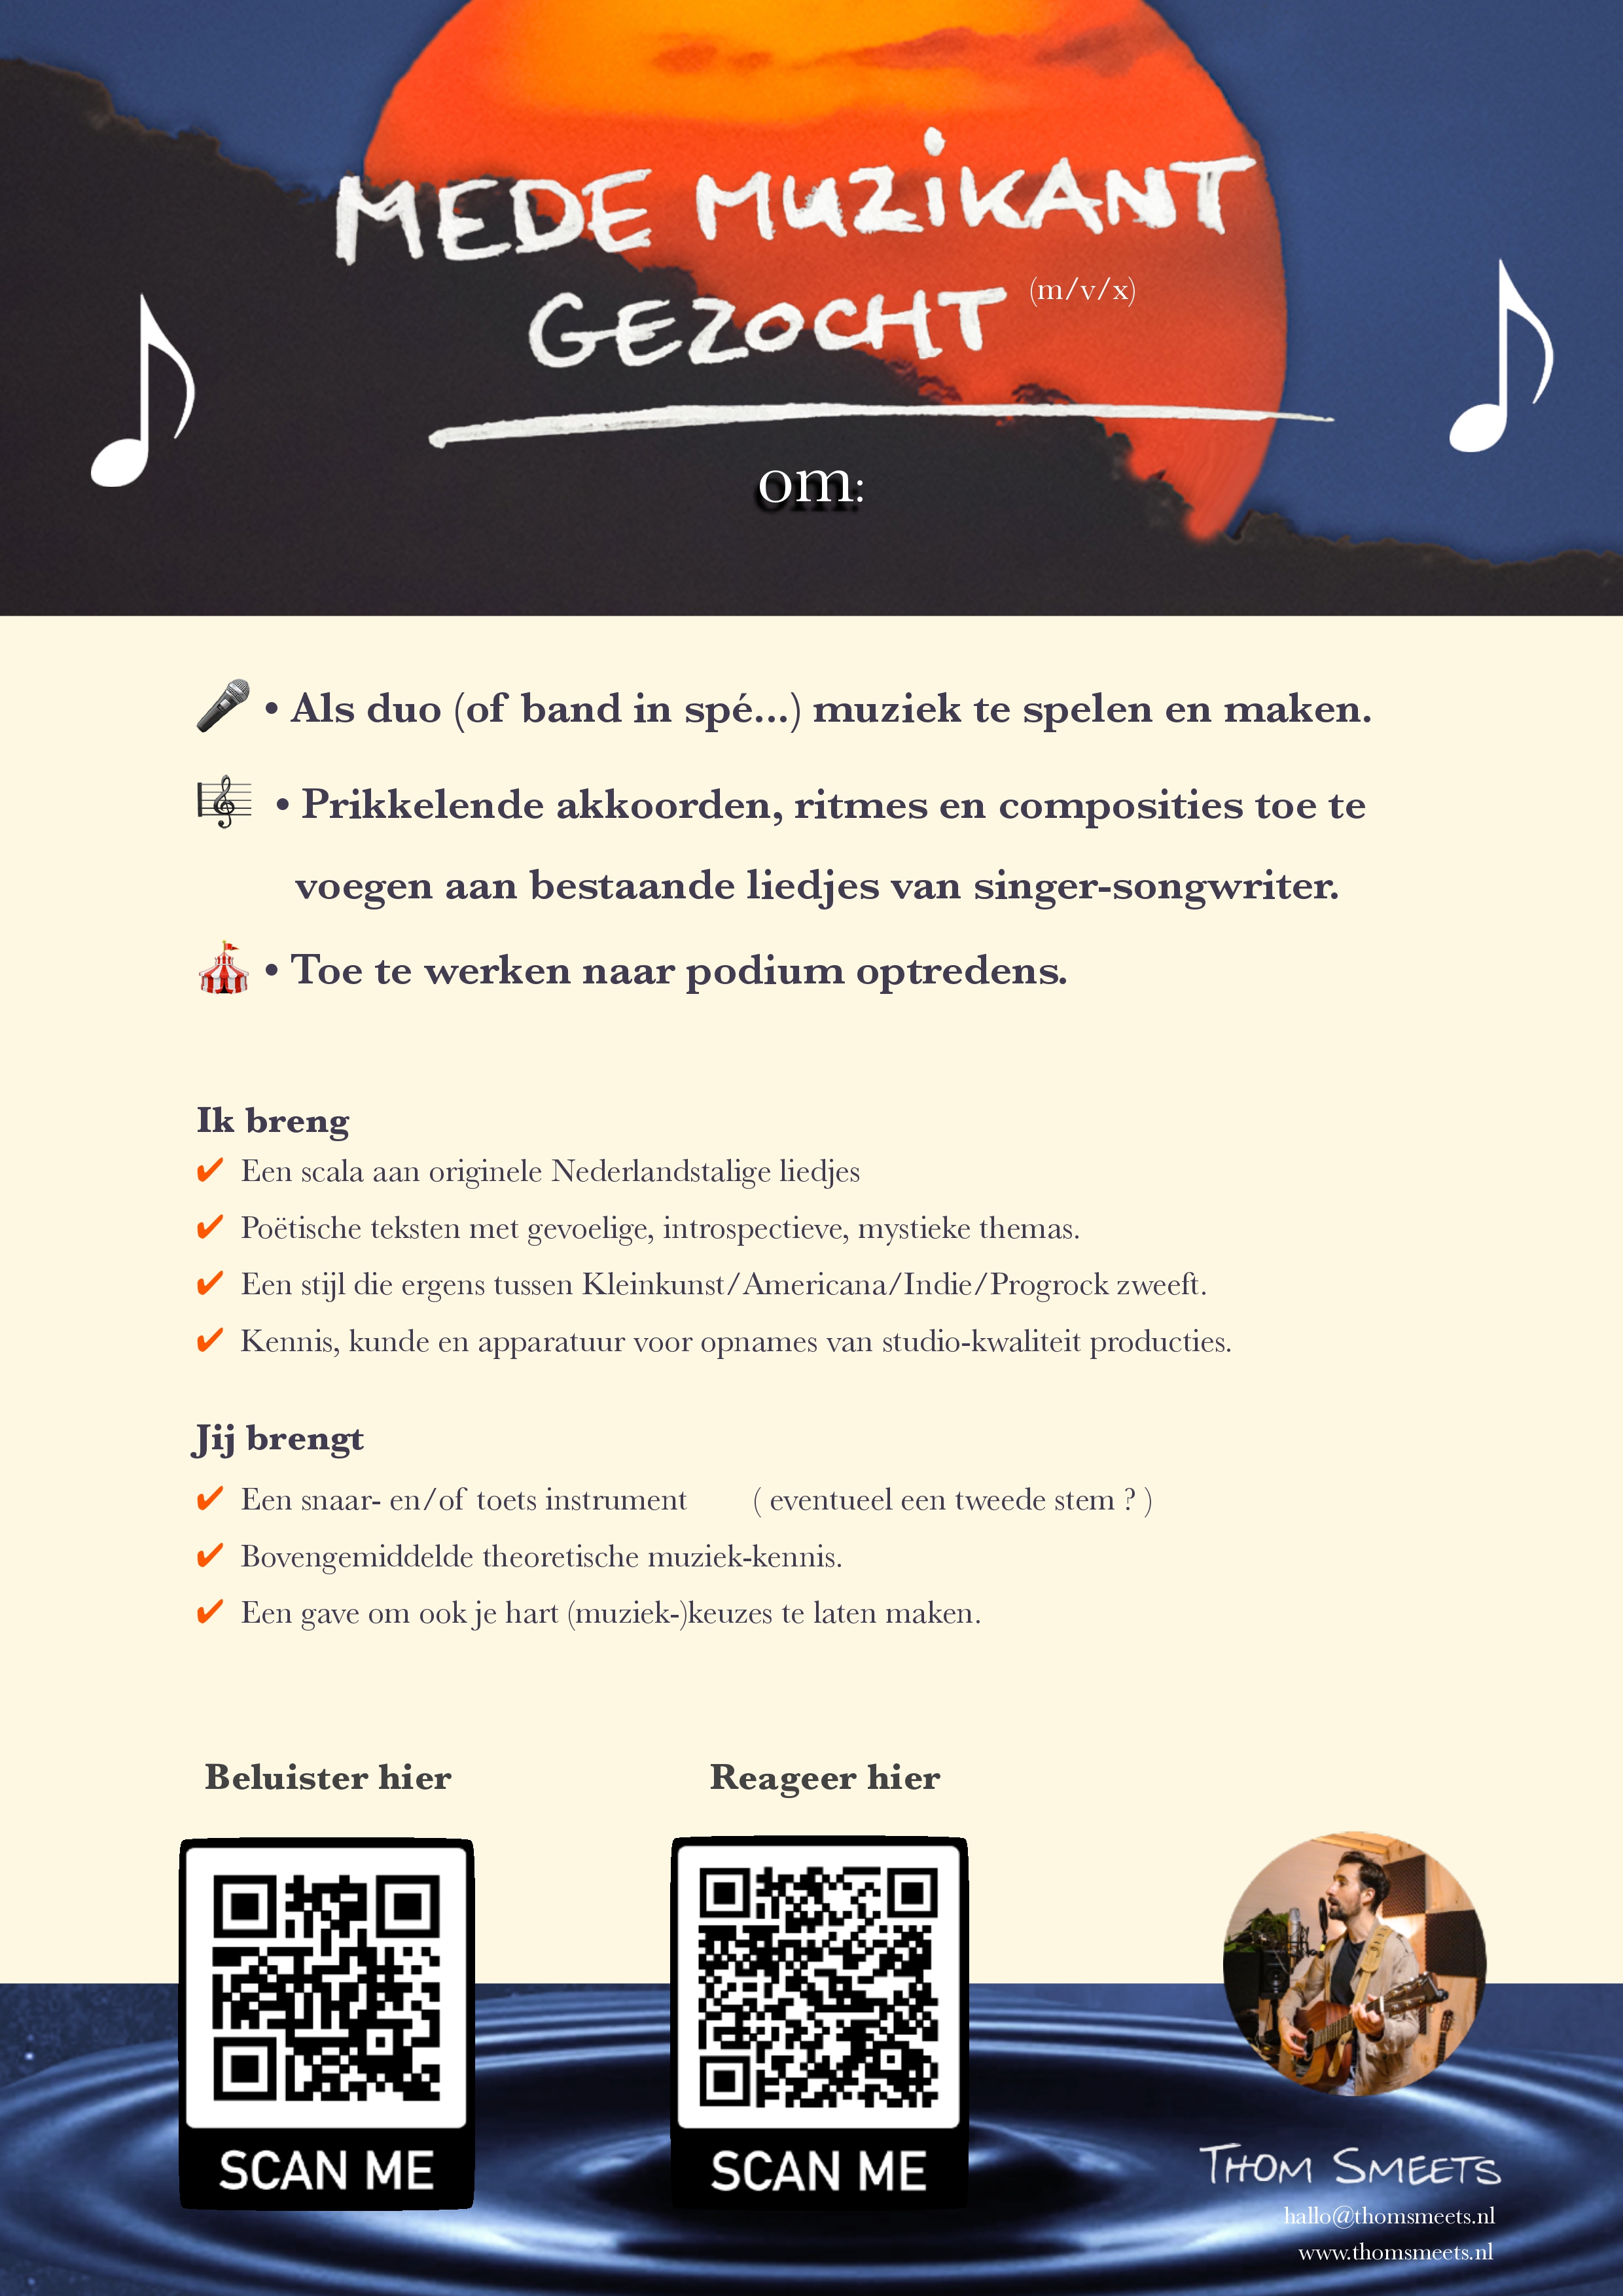 MEDE MUZiKANT
GEZOCHT (m/v/x)
om:
• Als duo (of band in spé...) muziek te spelen en maken.
• Prikkelende akkoorden, ritmes en composities toe te
voegen aan bestaande liedjes van singer-songwriter.
• Toe te werken naar podium optredens.
Ik breng
✔ Een scala aan originele Nederlandstalige liedjes
✔ Poëtische teksten met gevoelige, introspectieve, mystieke themas.
✔ Een stijl die ergens tussen Kleinkunst/Americana/Indie/Progrock zweeft.
✔ Kennis, kunde en apparatuur voor opnames van studio-kwaliteit producties.
Jij brengt
✔ Een snaar- en/of toets instrument ( eventueel een tweede stem ? )
✔ Bovengemiddelde theoretische muziek-kennis.
✔ Een gave om ook je hart (muziek-)keuzes te laten maken.
Beluister hier
Reageer hier
SCAN ME
SCAN ME
THOM SMEETS
hallo@thomsmeets.nl
www.thomsmeets.nl